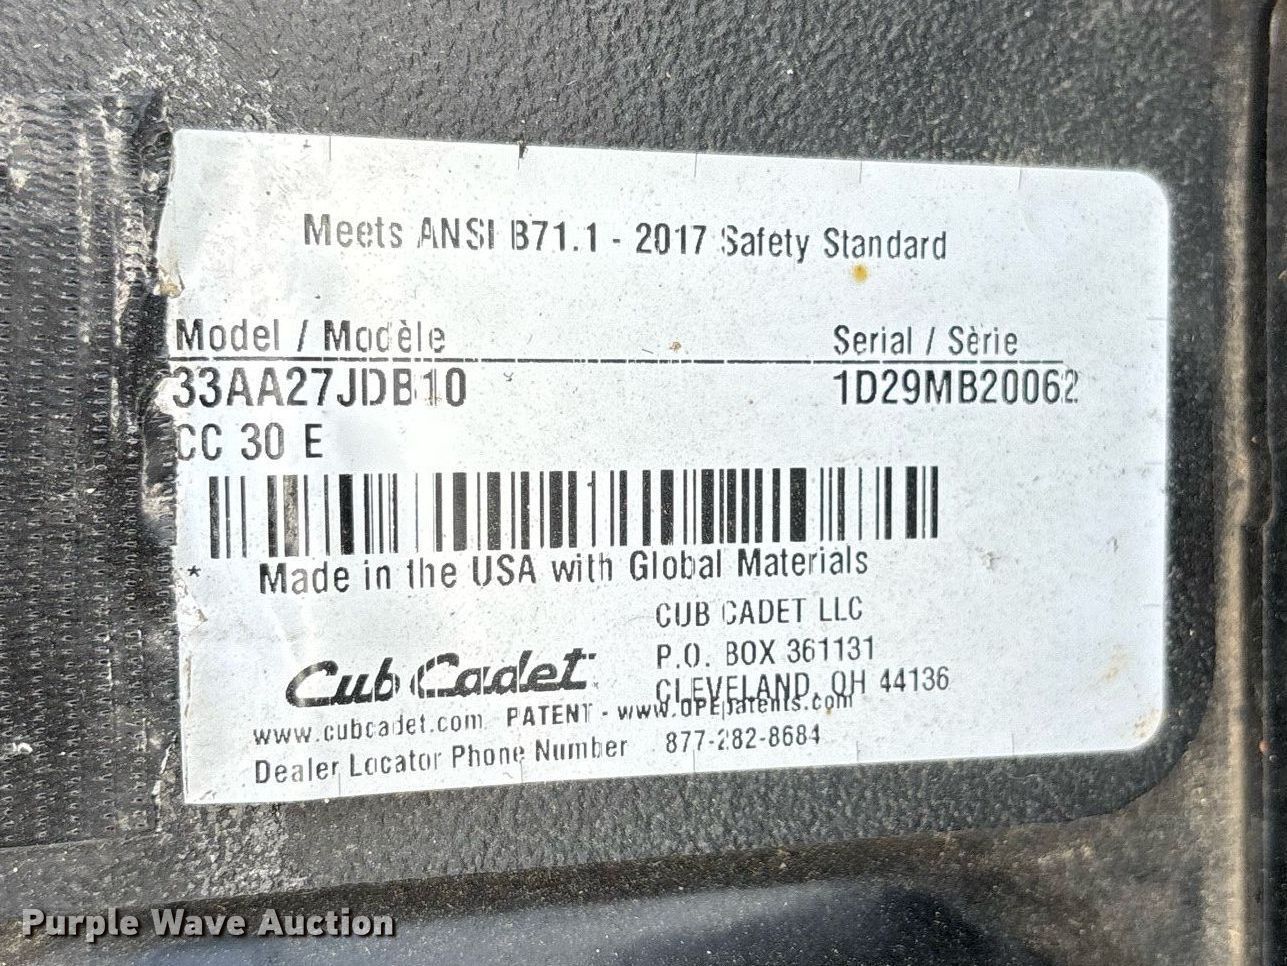 Meets ANSI B71.1 - 2017 Safety Standard
Model / Modèle Serial / Sèrie
33AA27JDB10 1D29MB20062
CC 30 E
* Made in the USA with Global Materials
CUB CADET LLC
P.O. BOX 361131
CLEVELAND, OH 44136
Cub Cadet
www.cubcadet.com PATENT - www.OPEpatents.com
Dealer Locator Phone Number 877-282-8684
Purple Wave Auction